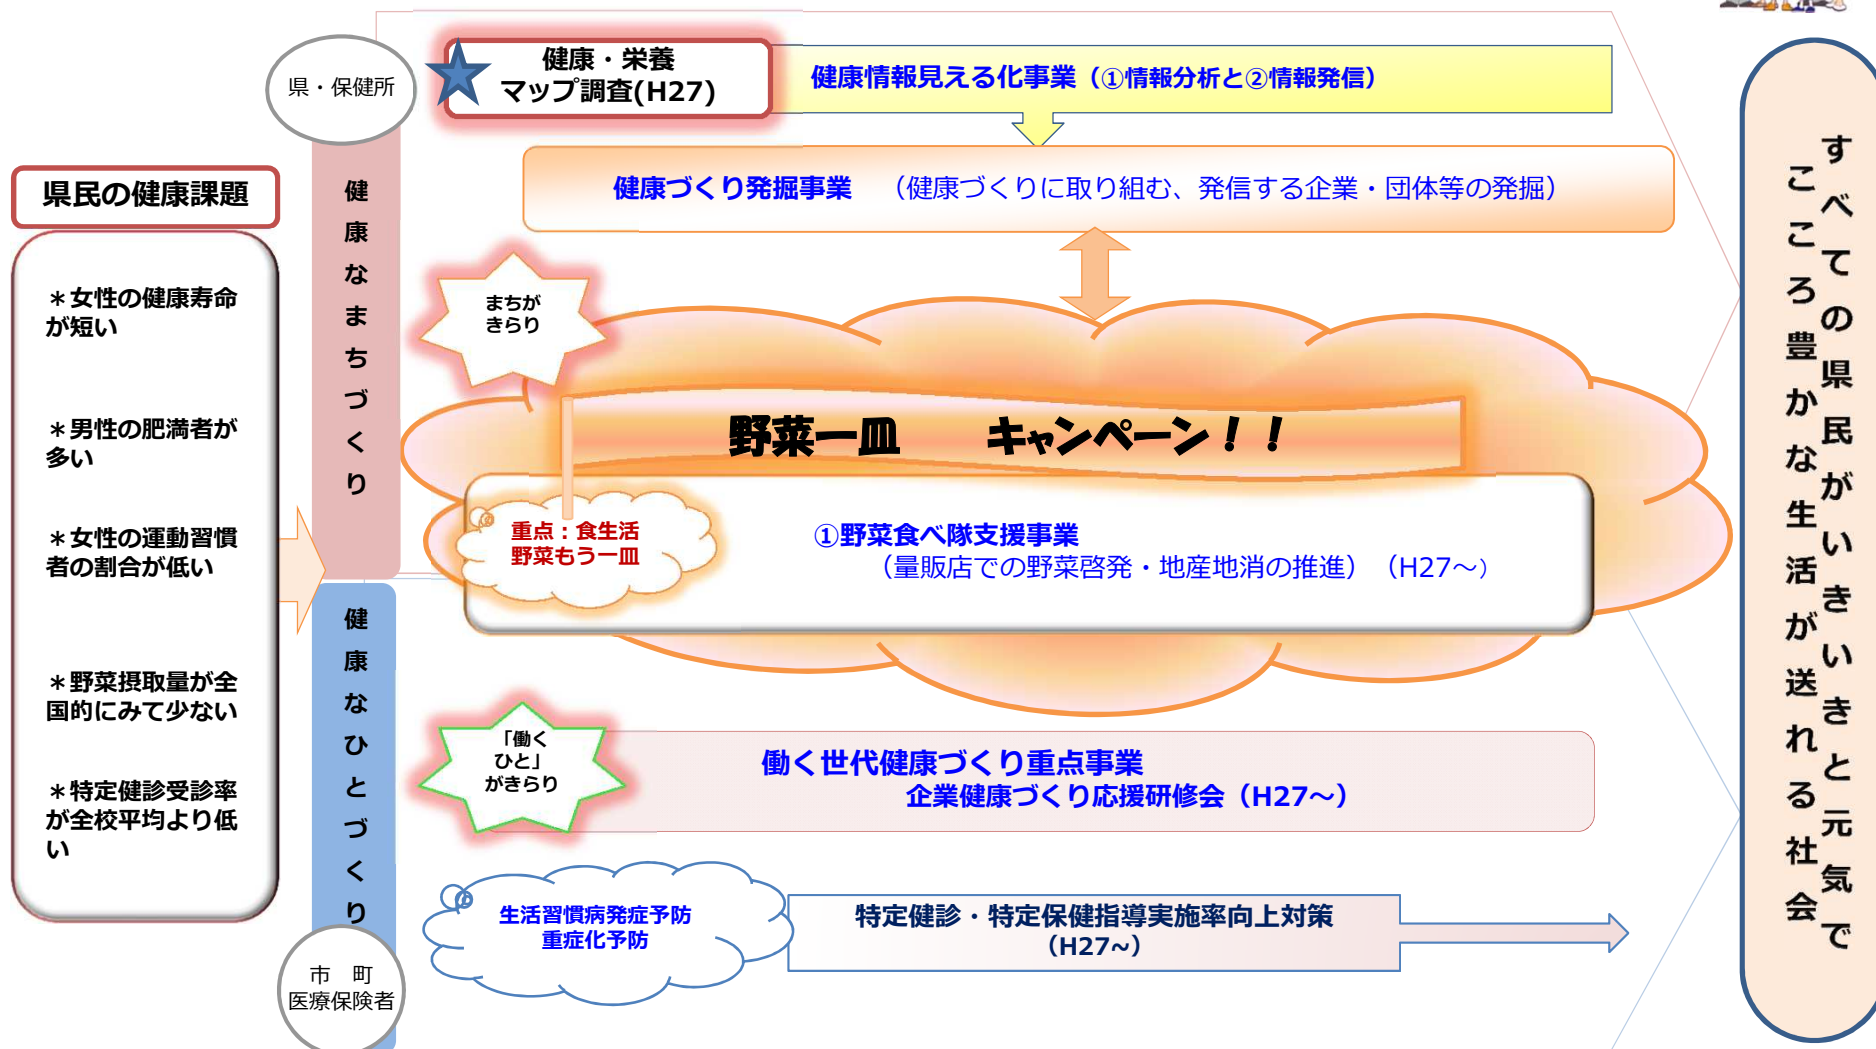 県・保健所
健康・栄養
マップ調査(H27)
健康情報見える化事業（①情報分析と②情報発信）
健康づくり発掘事業　（健康づくりに取り組む、発信する企業・団体等の発掘）
県民の健康課題
＊女性の健康寿命
が短い
＊男性の肥満者が
多い
＊女性の運動習慣
者の割合が低い
＊野菜摂取量が全
国的にみて少ない
＊特定健診受診率
が全校平均より低
い
健康なまちづくり
健康なひとづくり
市　町
医療保険者
まちが
きらり
野菜一皿　　キャンペーン！！
重点：食生活
野菜もう一皿
①野菜食べ隊支援事業
（量販店での野菜啓発・地産地消の推進）（H27～）
「働く
ひと」
がきらり
働く世代健康づくり重点事業
企業健康づくり応援研修会（H27～）
生活習慣病発症予防
重症化予防
特定健診・特定保健指導実施率向上対策
（H27~）
すべての県民がいきいきと元気で
こころ豊かな生活が送れる社会